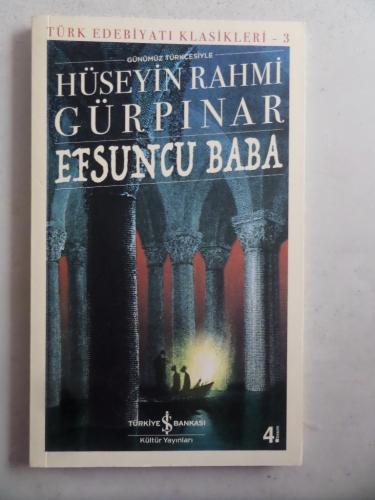 TÜRK EDEBİYATI KLASİKLERİ - 3
GÜNÜMÜZ TÜRKÇESİYLE
HÜSEYİN RAHMİ
GÜRPINAR
EFSUNCU BABA
TÜRKİYE İŞ BANKASI
Kültür Yayınları
4.